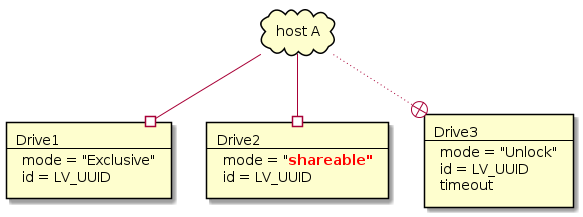 host A
Drive1
mode = "Exclusive"
id = LV_UUID
Drive2
mode = "shareable"
id = LV_UUID
Drive3
mode = "Unlock"
id = LV_UUID
timeout